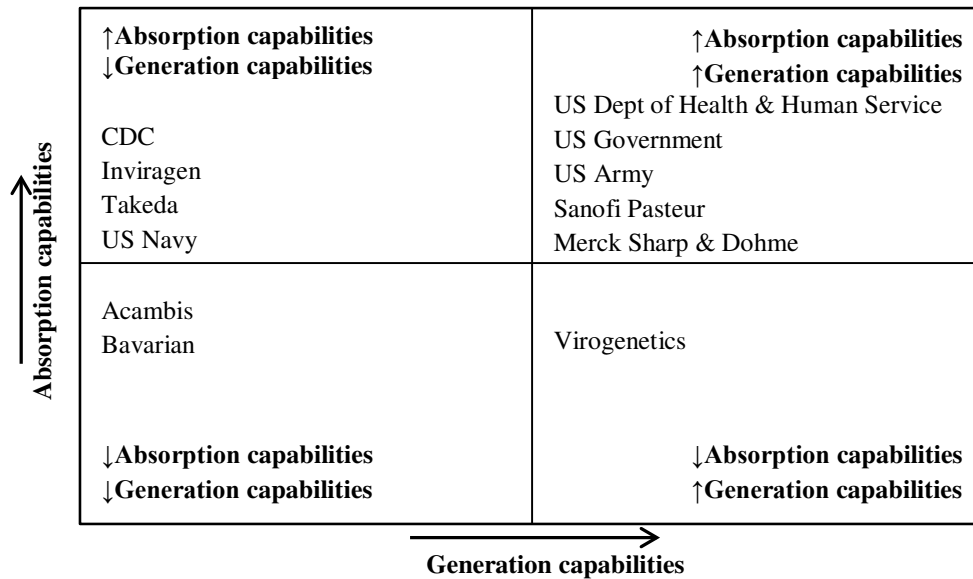 ↑Absorption capabilities
↓Generation capabilities
CDC
Inviragen
Takeda
US Navy
↑Absorption capabilities
↑Generation capabilities
US Dept of Health & Human Service
US Government
US Army
Sanofi Pasteur
Merck Sharp & Dohme
Absorption capabilities
Acambis
Bavarian
↓Absorption capabilities
↓Generation capabilities
Virogenetics
↓Absorption capabilities
↑Generation capabilities
Generation capabilities